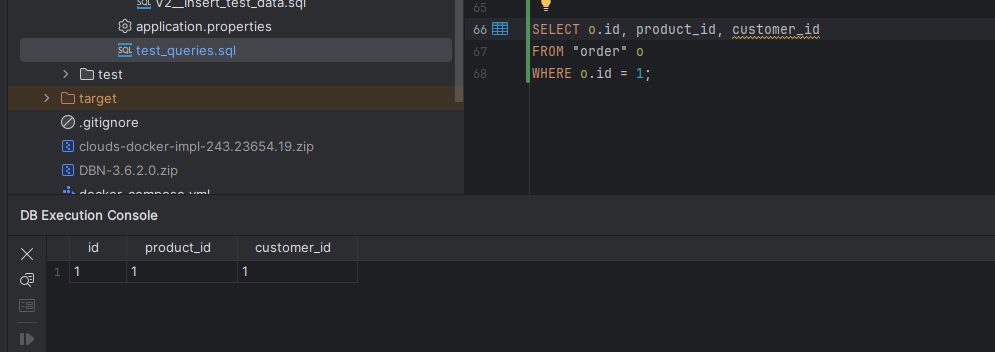 V2__insert_test_data.sql
application.properties
test_queries.sql
test
target
.gitignore
clouds-docker-impl-243.23654.19.zip
DBN-3.6.2.0.zip
docker-compose.yml
65
66 SELECT o.id, product_id, customer_id
67 FROM "order" o
68 WHERE o.id = 1;
DB Execution Console
id product_id customer_id
1 1 1 1